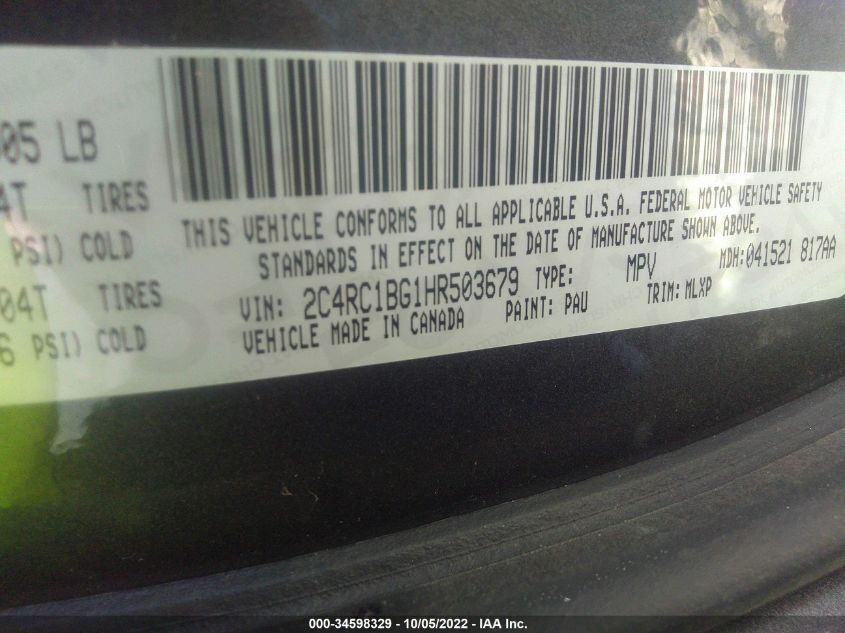 05 LB
4T TIRES
PSI) COLD
04T TIRES
6 PSI) COLD
THIS VEHICLE CONFORMS TO ALL APPLICABLE U.S.A. FEDERAL MOTOR VEHICLE SAFETY
STANDARDS IN EFFECT ON THE DATE OF MANUFACTURE SHOWN ABOVE.
VIN: 2C4RC1BG1HR503679 TYPE: MPV MDH:041521 817AA
VEHICLE MADE IN CANADA PAINT: PAU TRIM: MLXP
000-34598329 - 10/05/2022 - IAA Inc.